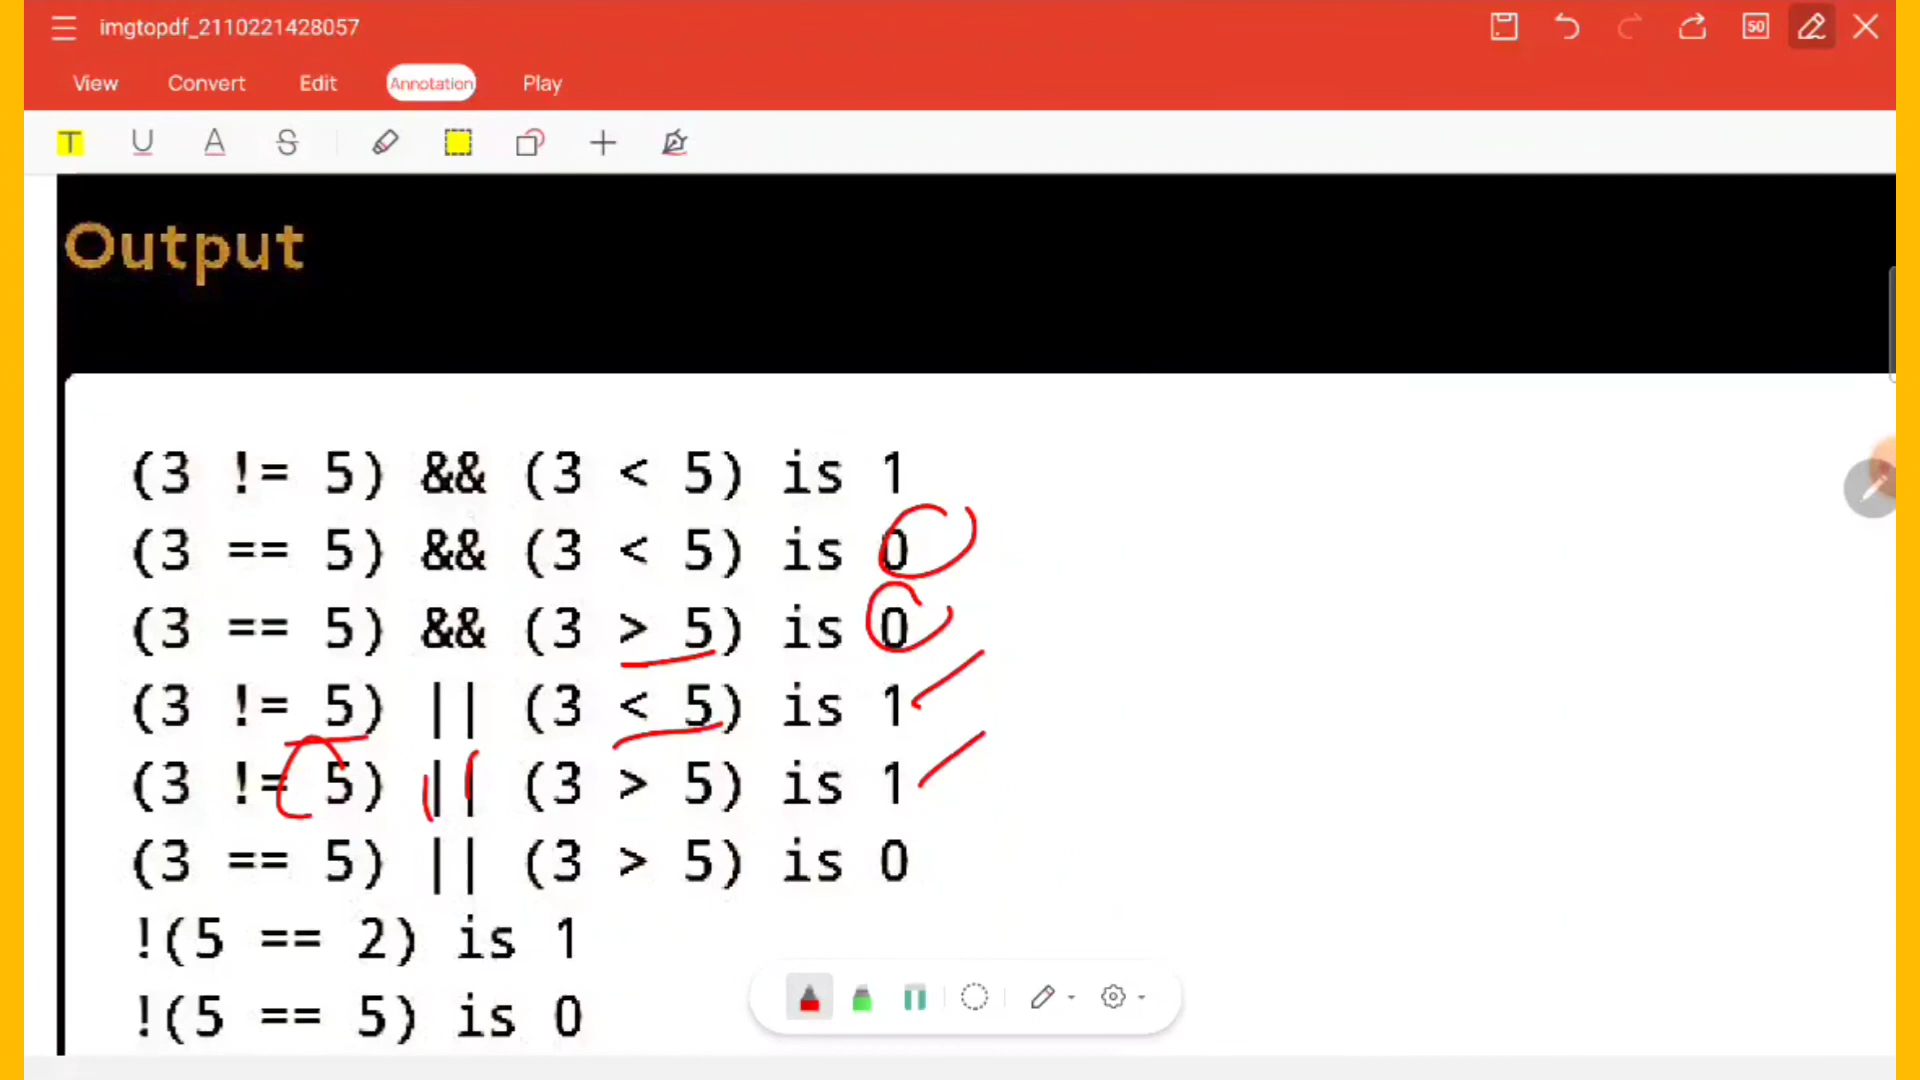 imgtopdf_2110221428057
50
View Convert Edit Annotation Play
T U A S
Output
(3 != 5) && (3 < 5) is 1
(3 == 5) && (3 < 5) is 0
(3 == 5) && (3 > 5) is 0
(3 != 5) || (3 < 5) is 1
(3 != 5) || (3 > 5) is 1
(3 == 5) || (3 > 5) is 0
!(5 == 2) is 1
!(5 == 5) is 0